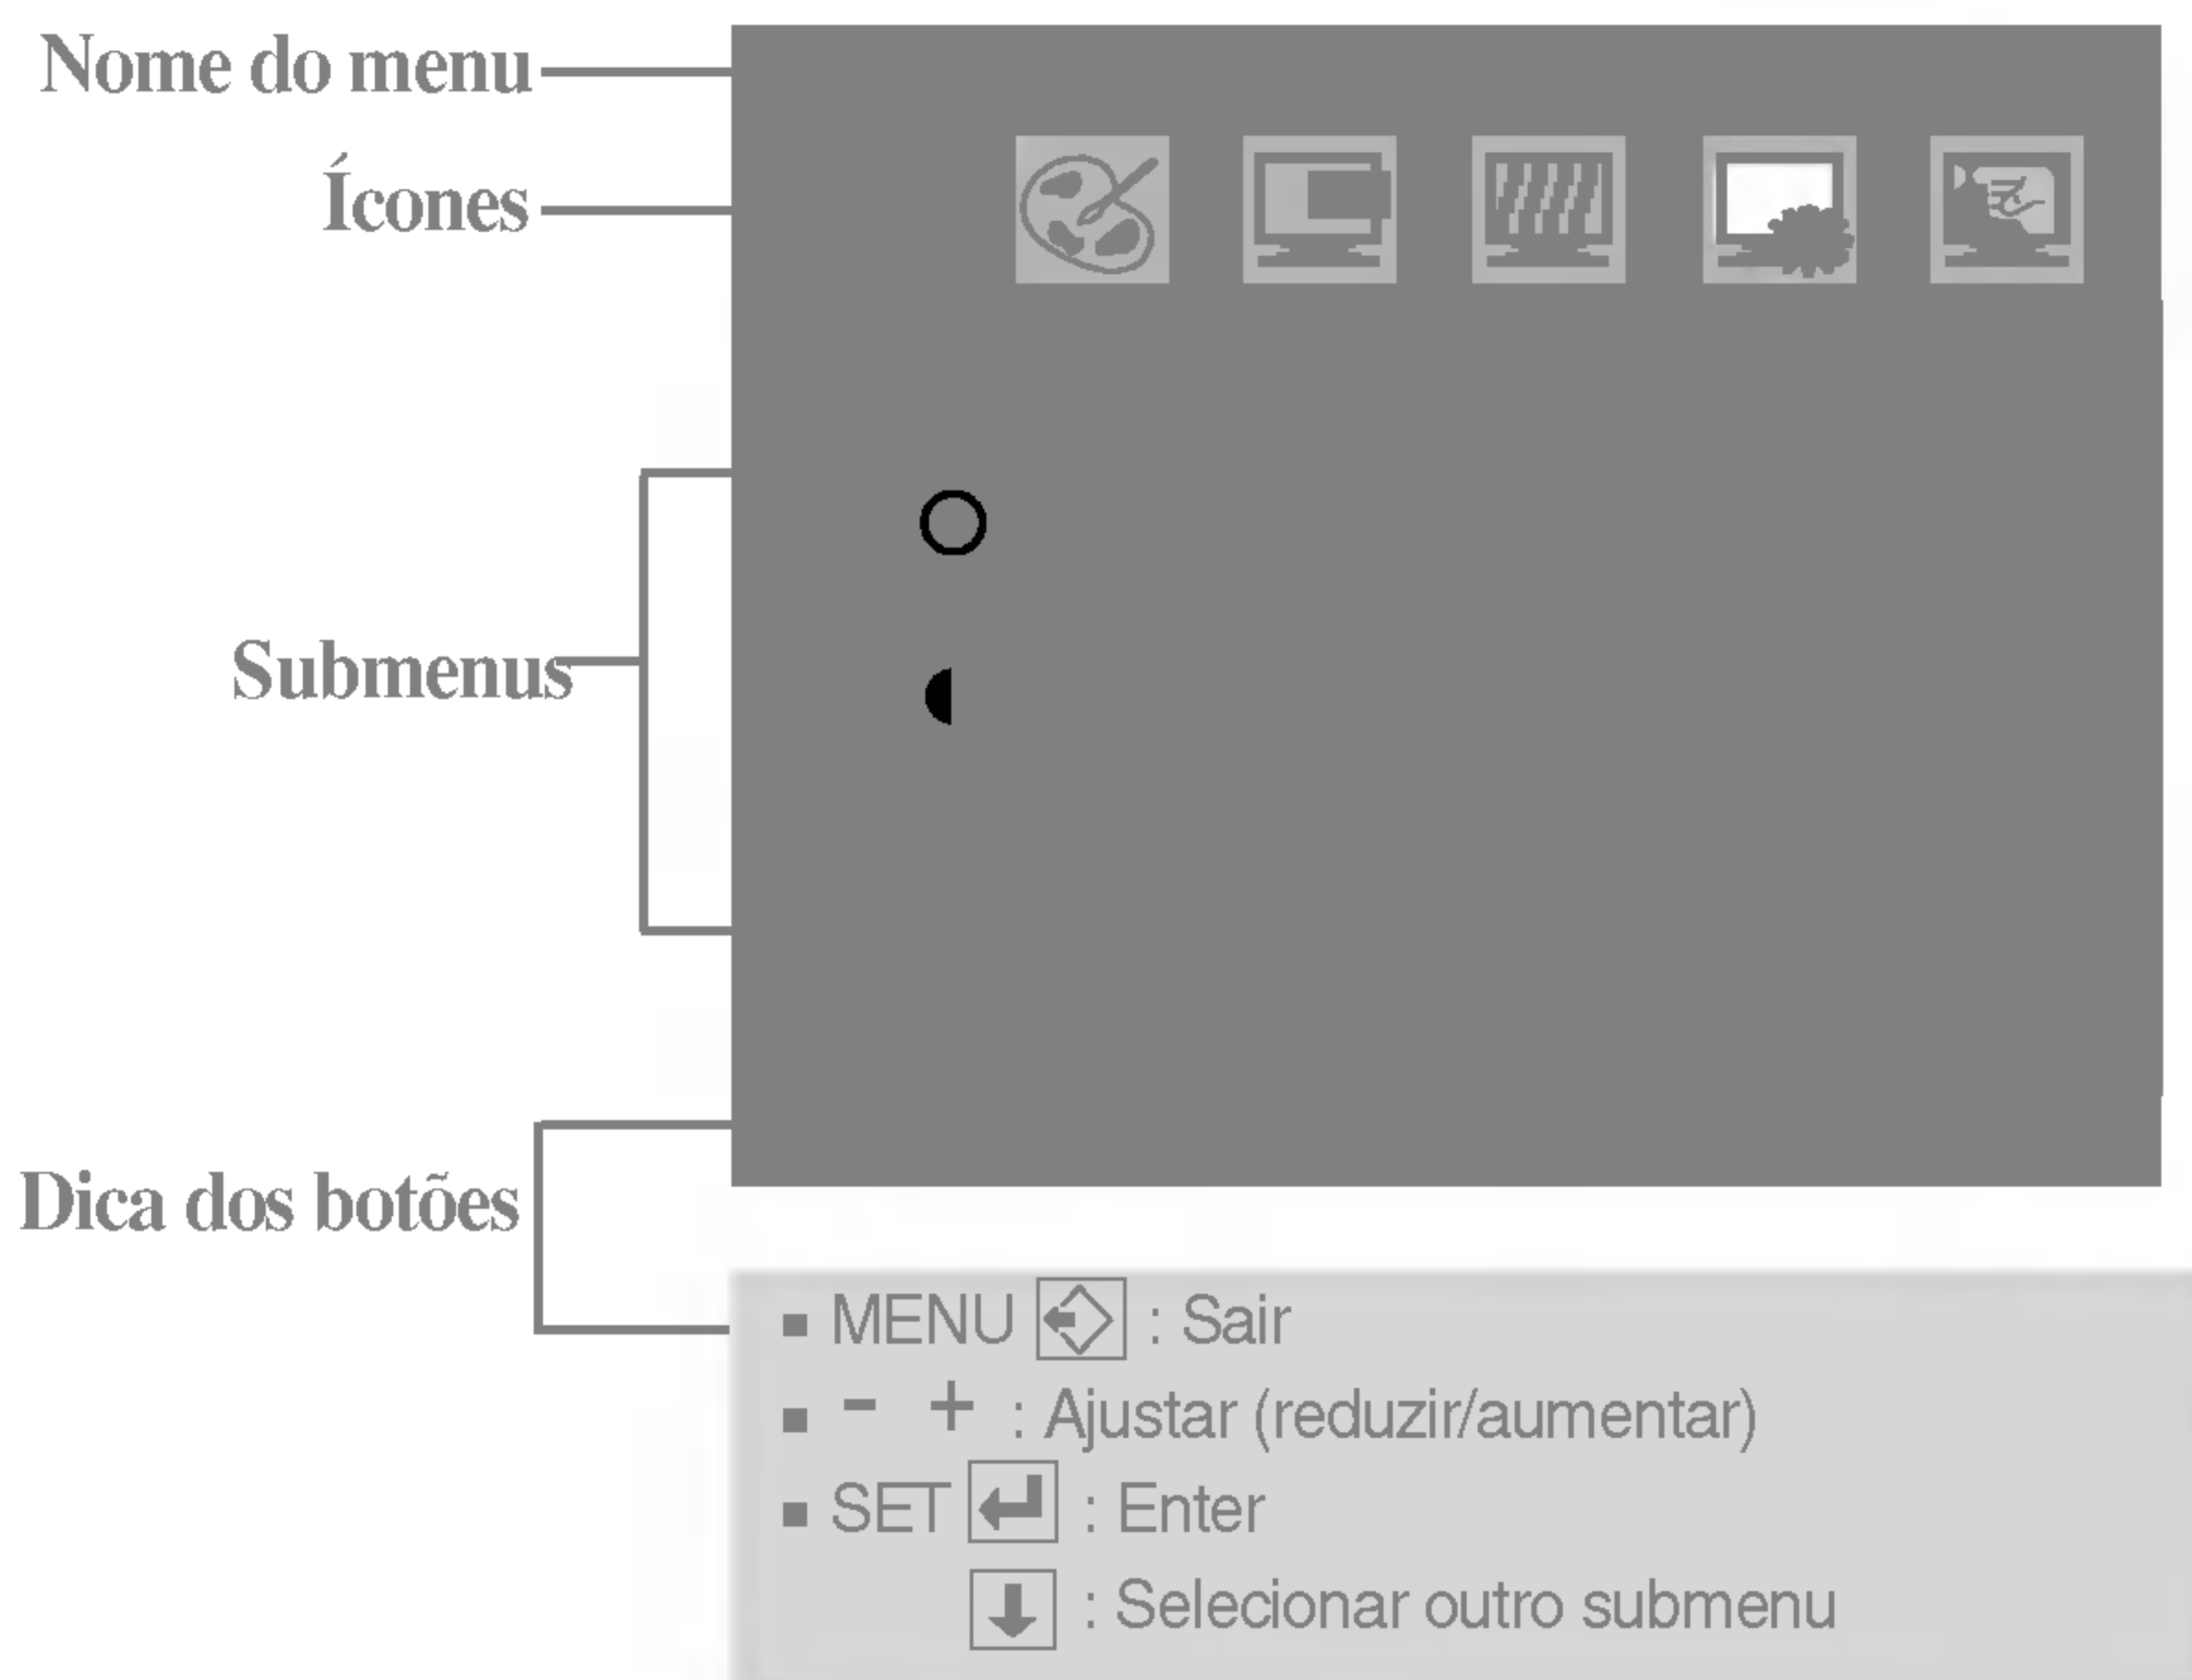 Nome do menu
Ícones
Submenus
Dica dos botões
■ MENU : Sair
■ - + : Ajustar (reduzir/aumentar)
■ SET : Enter
: Selecionar outro submenu